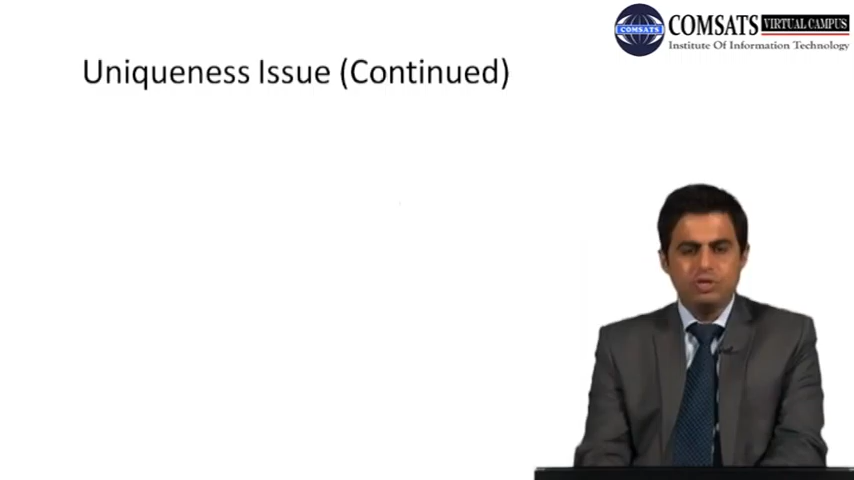 COMSATS VIRTUAL CAMPUS
COMSATS
Institute Of Information Technology
Uniqueness Issue (Continued)